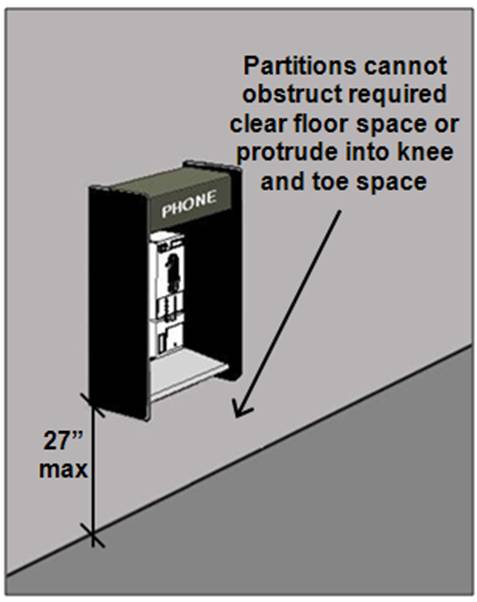 Partitions cannot
obstruct required
clear floor space or
protrude into knee
and toe space
PHONE
27”
max